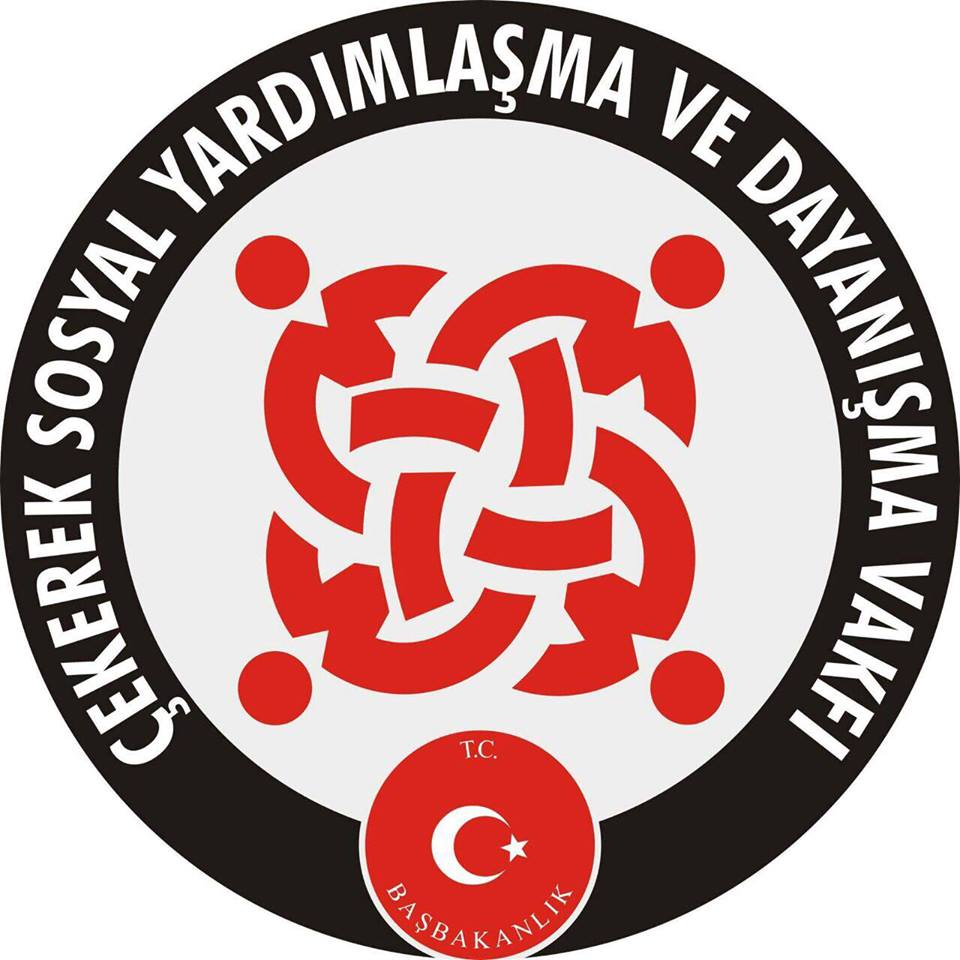 ÇEKEREK SOSYAL YARDIMLAŞMA VE DAYANIŞMA VAKFI
T.C.
BAŞBAKANLIK